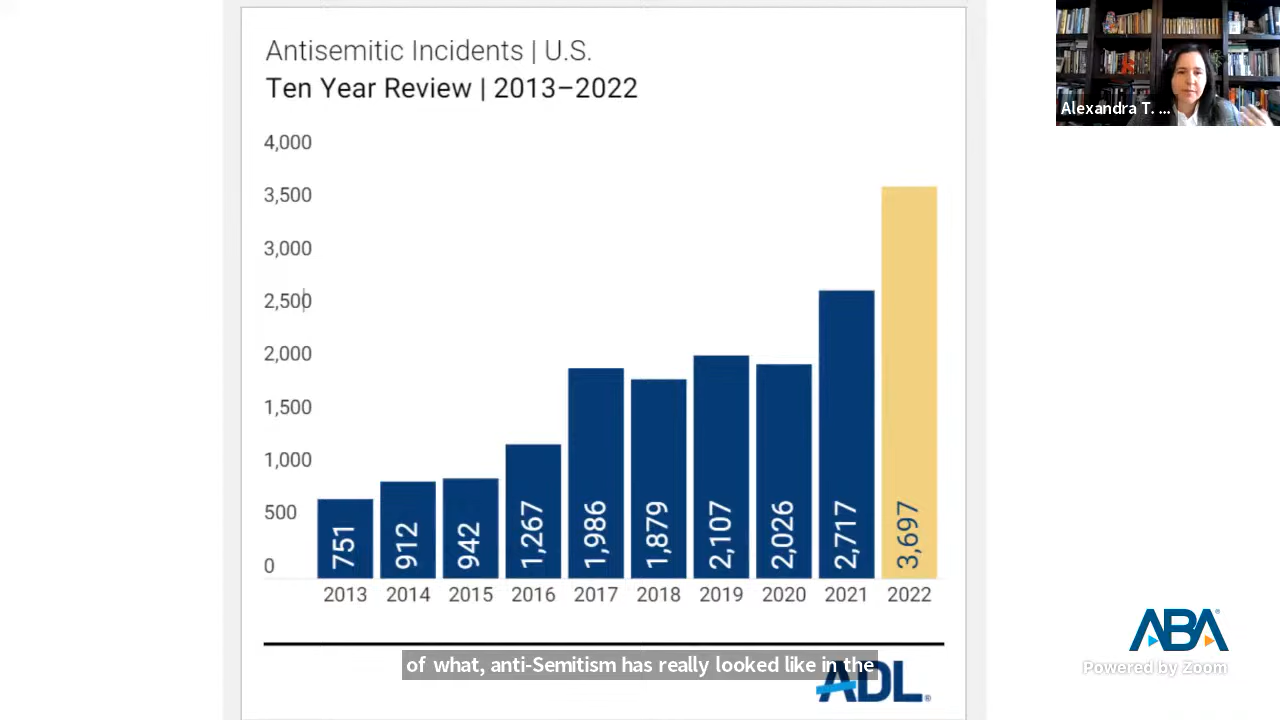 Antisemitic Incidents | U.S.
Ten Year Review | 2013–2022
4,000
3,500
3,000
2,500
2,000
1,500
1,000
500
0
751
912
942
1,267
1,986
1,879
2,107
2,026
2,717
3,697
2013 2014 2015 2016 2017 2018 2019 2020 2021 2022
of what, anti-Semitism has really looked like in the
ADL®
Alexandra T. ...
ABA®
Powered by Zoom